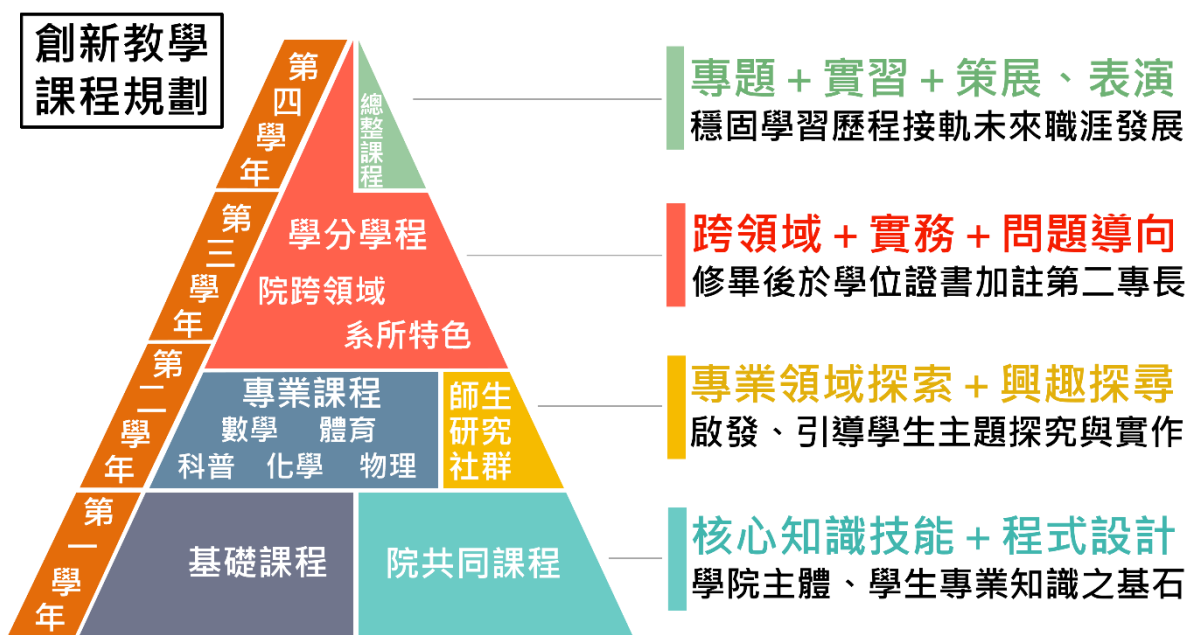 創新教學
課程規劃
第四學年
總整課程
專題+實習+策展、表演
穩固學習歷程接軌未來職涯發展
第三學年
學分學程
院跨領域
系所特色
跨領域+實務+問題導向
修畢後於學位證書加註第二專長
第二學年
專業課程
數學 體育
科普 化學 物理
師生
研究
社群
專業領域探索+興趣探尋
啟發、引導學生主題探究與實作
第一學年
基礎課程
院共同課程
核心知識技能+程式設計
學院主體、學生專業知識之基石